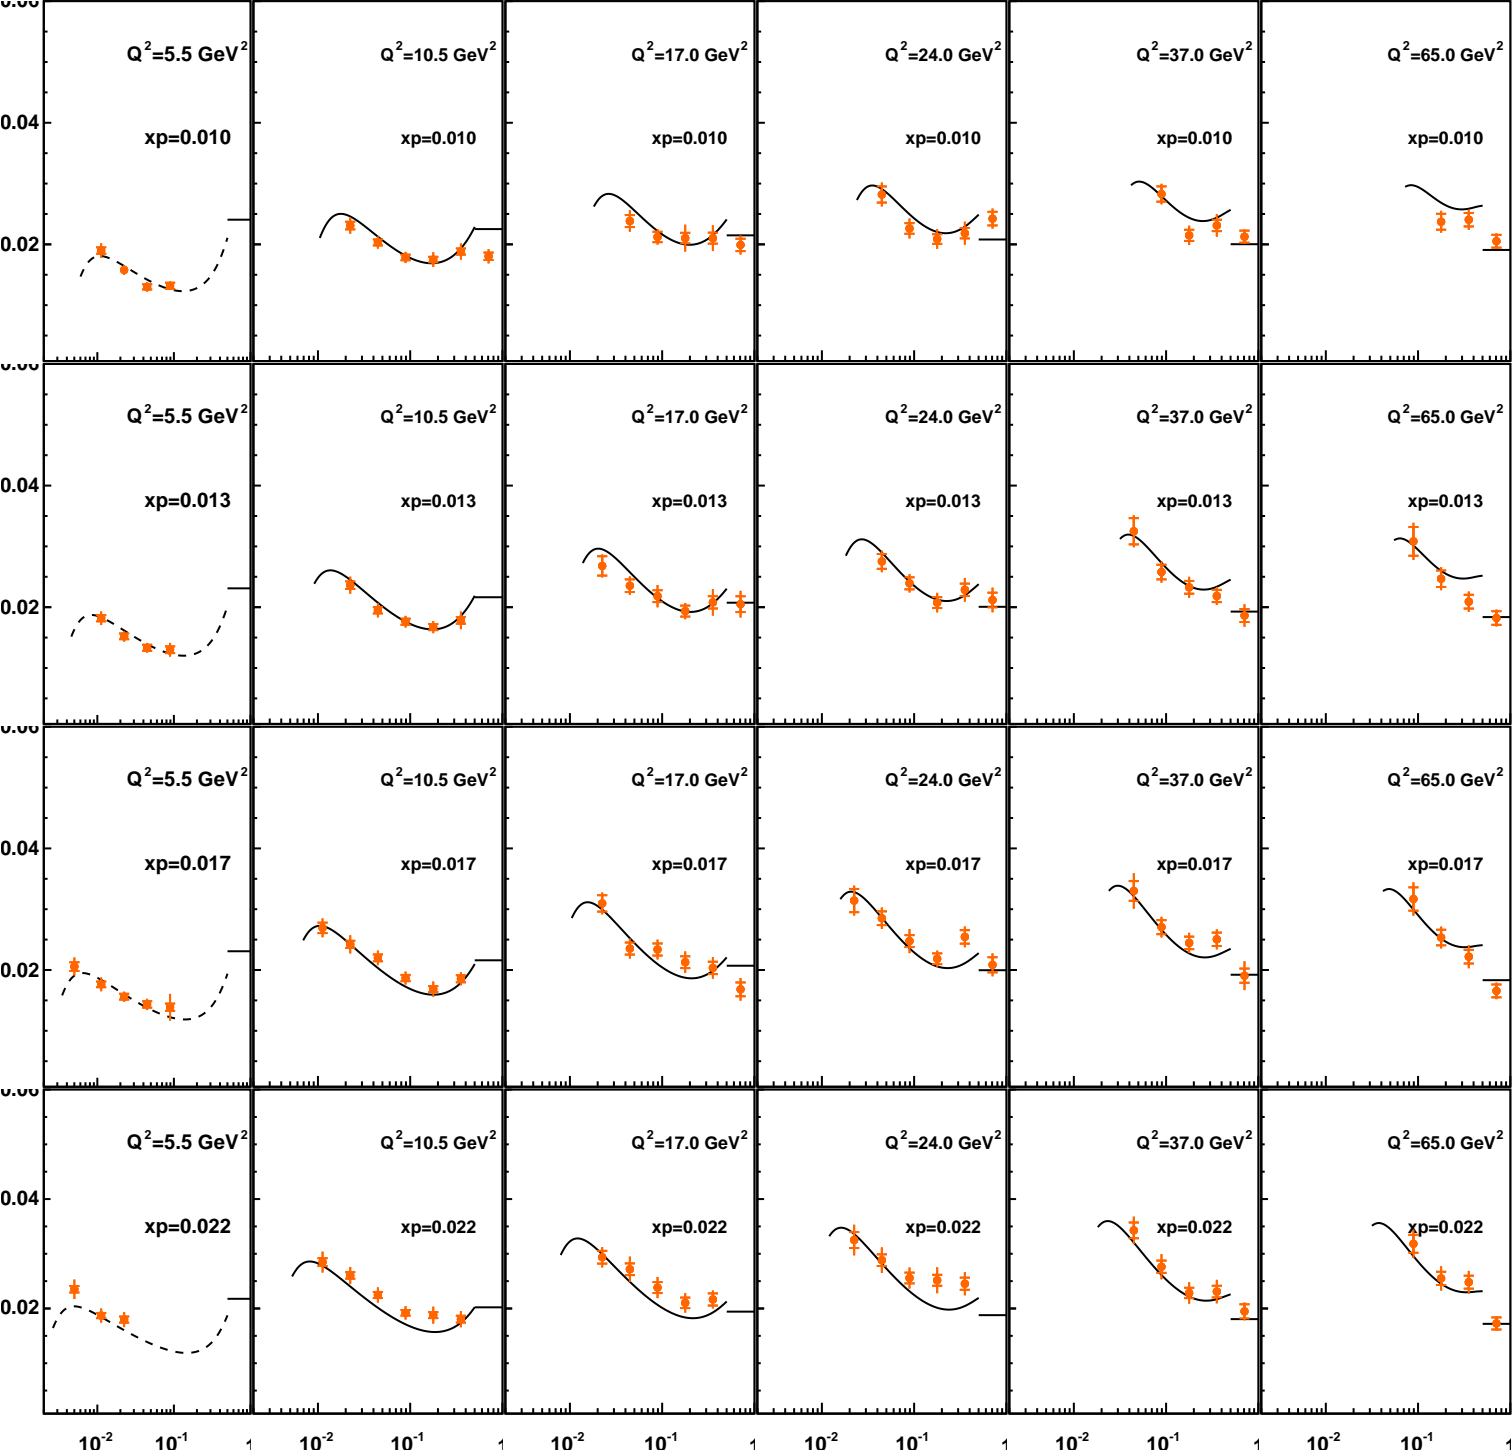 0.06
Q²=5.5 GeV² Q²=10.5 GeV² Q²=17.0 GeV² Q²=24.0 GeV² Q²=37.0 GeV² Q²=65.0 GeV²
0.04
xp=0.010 xp=0.010 xp=0.010 xp=0.010 xp=0.010 xp=0.010
0.02
0.06
Q²=5.5 GeV² Q²=10.5 GeV² Q²=17.0 GeV² Q²=24.0 GeV² Q²=37.0 GeV² Q²=65.0 GeV²
0.04
xp=0.013 xp=0.013 xp=0.013 xp=0.013 xp=0.013 xp=0.013
0.02
0.06
Q²=5.5 GeV² Q²=10.5 GeV² Q²=17.0 GeV² Q²=24.0 GeV² Q²=37.0 GeV² Q²=65.0 GeV²
0.04
xp=0.017 xp=0.017 xp=0.017 xp=0.017 xp=0.017 xp=0.017
0.02
0.06
Q²=5.5 GeV² Q²=10.5 GeV² Q²=17.0 GeV² Q²=24.0 GeV² Q²=37.0 GeV² Q²=65.0 GeV²
0.04
xp=0.022 xp=0.022 xp=0.022 xp=0.022 xp=0.022 xp=0.022
0.02
10⁻² 10⁻¹ 1 10⁻² 10⁻¹ 1 10⁻² 10⁻¹ 1 10⁻² 10⁻¹ 1 10⁻² 10⁻¹ 1 10⁻² 10⁻¹ 1